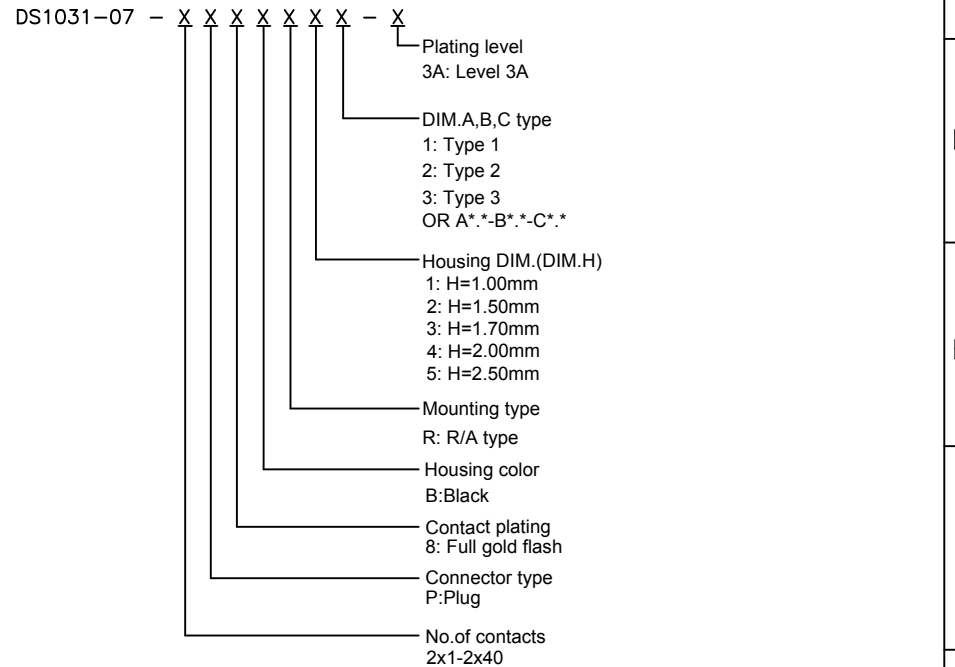 DS1031-07 - X X X X X X X - X
Plating level
3A: Level 3A
DIM.A,B,C type
1: Type 1
2: Type 2
3: Type 3
OR A*.*-B*.*-C*.*
Housing DIM.(DIM.H)
1: H=1.00mm
2: H=1.50mm
3: H=1.70mm
4: H=2.00mm
5: H=2.50mm
Mounting type
R: R/A type
Housing color
B:Black
Contact plating
8: Full gold flash
Connector type
P:Plug
No.of contacts
2x1-2x40